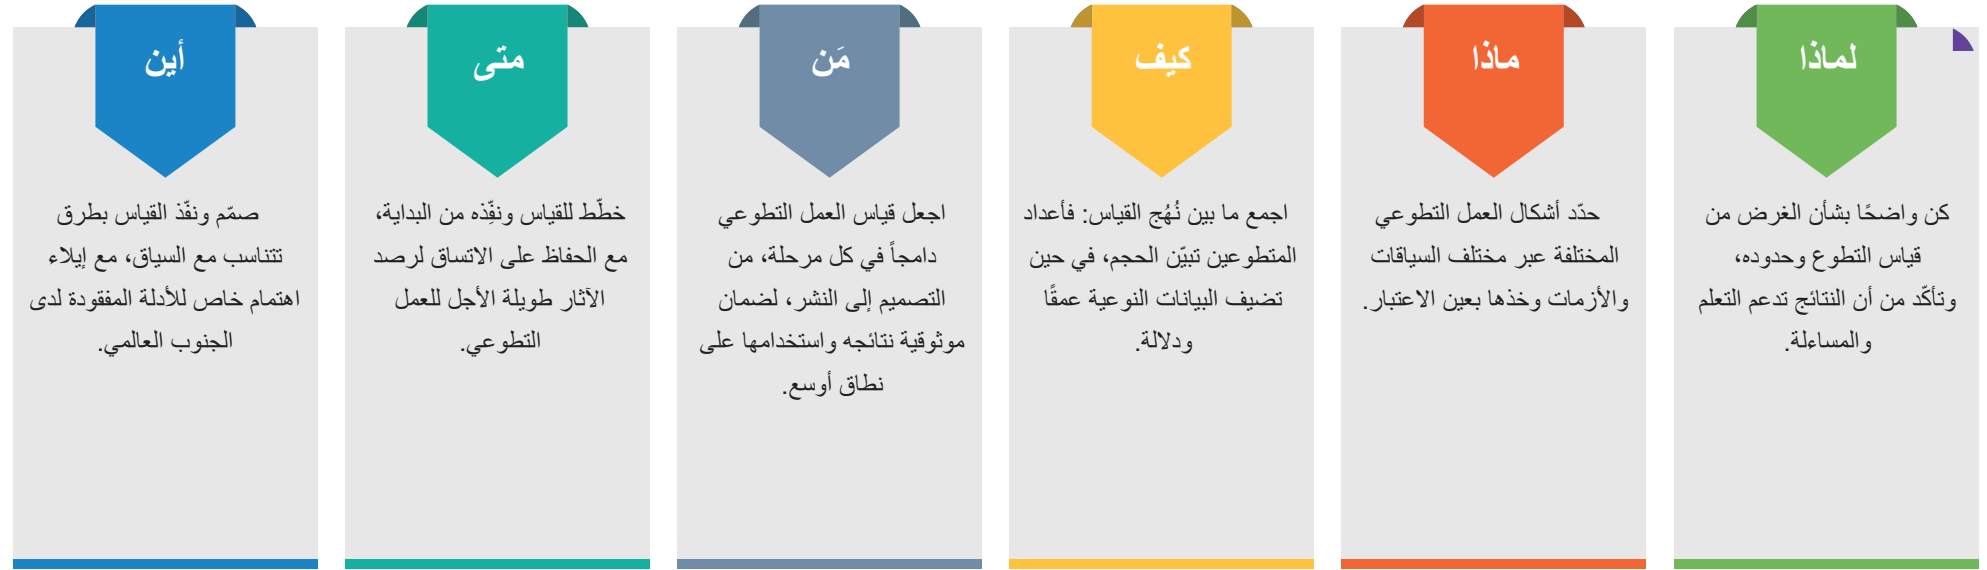 لماذا
كن واضحًا بشأن الغرض من
قياس التطوع وحدوده،
وتأكّد من أن النتائج تدعم التعلم
والمساءلة.
ماذا
حدّد أشكال العمل التطوعي
المختلفة عبر مختلف السياقات
والأزمات وخذها بعين الاعتبار.
كيف
اجمع ما بين نُهُج القياس: فأعداد
المتطوعين تبيّن الحجم، في حين
تضيف البيانات النوعية عمقًا
ودلالة.
مَن
اجعل قياس العمل التطوعي
دامجاً في كل مرحلة، من
التصميم إلى النشر، لضمان
موثوقية نتائجه واستخدامها على
نطاق أوسع.
متى
خطّط للقياس ونفِّذه من البداية،
مع الحفاظ على الاتساق لرصد
الآثار طويلة الأجل للعمل
التطوعي.
أين
صمّم ونفّذ القياس بطرق
تتناسب مع السياق، مع إيلاء
اهتمام خاص للأدلة المفقودة لدى
الجنوب العالمي.